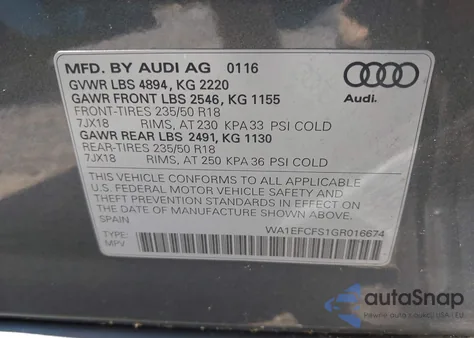 MFD. BY AUDI AG 0116
GVWR LBS 4894, KG 2220
GAWR FRONT LBS 2546, KG 1155
FRONT-TIRES 235/50 R18
7JX18 RIMS, AT 230 KPA 33 PSI COLD
GAWR REAR LBS 2491, KG 1130
REAR-TIRES 235/50 R18
7JX18 RIMS, AT 250 KPA 36 PSI COLD
Audi.
THIS VEHICLE CONFORMS TO ALL APPLICABLE
U.S. FEDERAL MOTOR VEHICLE SAFETY AND
THEFT PREVENTION STANDARDS IN EFFECT ON
THE DATE OF MANUFACTURE SHOWN ABOVE.
SPAIN
TYPE:
MPV
WA1EFCFS1GR016674
autoSnap